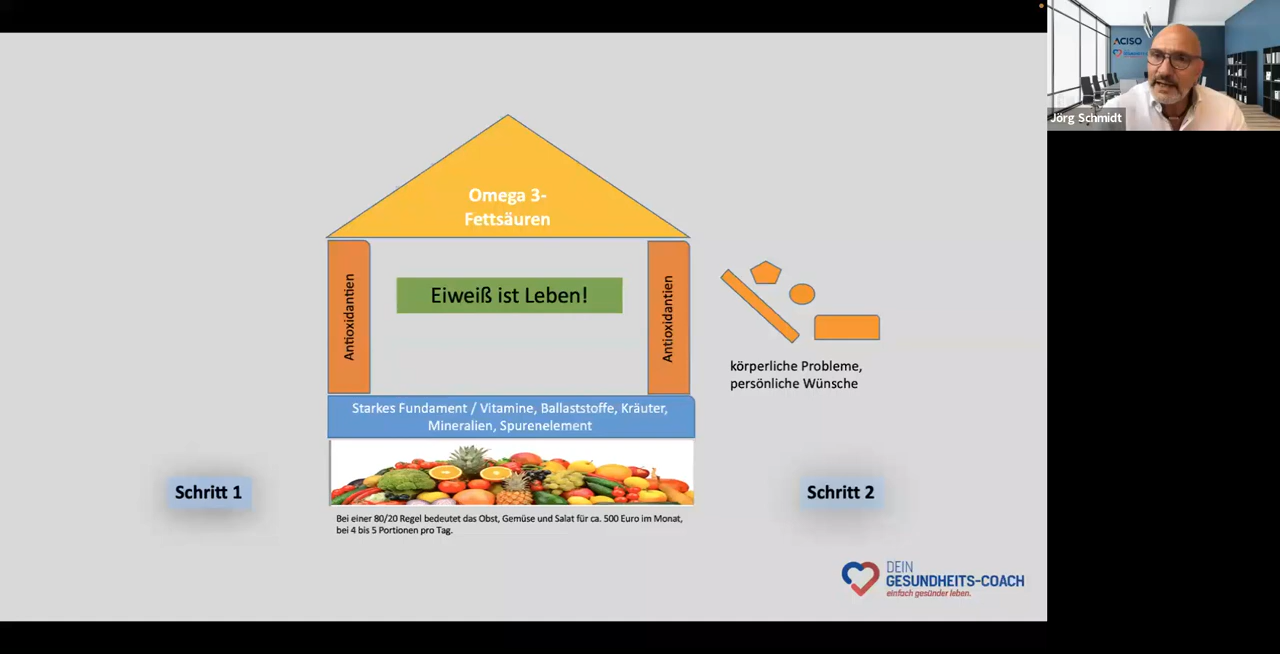 ACISO
Jörg Schmidt
Omega 3-
Fettsäuren
Antioxidantien
Eiweiß ist Leben!
Antioxidantien
körperliche Probleme,
persönliche Wünsche
Starkes Fundament / Vitamine, Ballaststoffe, Kräuter,
Mineralien, Spurenelement
Schritt 1
Schritt 2
Bei einer 80/20 Regel bedeutet das Obst, Gemüse und Salat für ca. 500 Euro im Monat,
bei 4 bis 5 Portionen pro Tag.
DEIN
GESUNDHEITS-COACH
einfach gesünder leben.